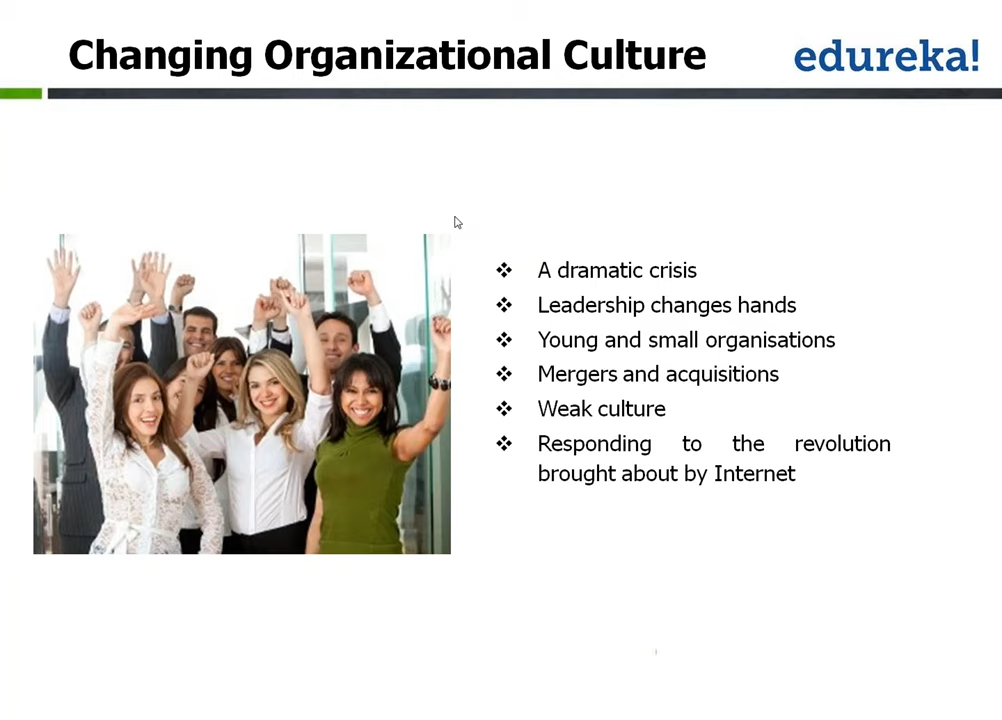 Changing Organizational Culture
edureka!
A dramatic crisis
Leadership changes hands
Young and small organisations
Mergers and acquisitions
Weak culture
Responding to the revolution
brought about by Internet